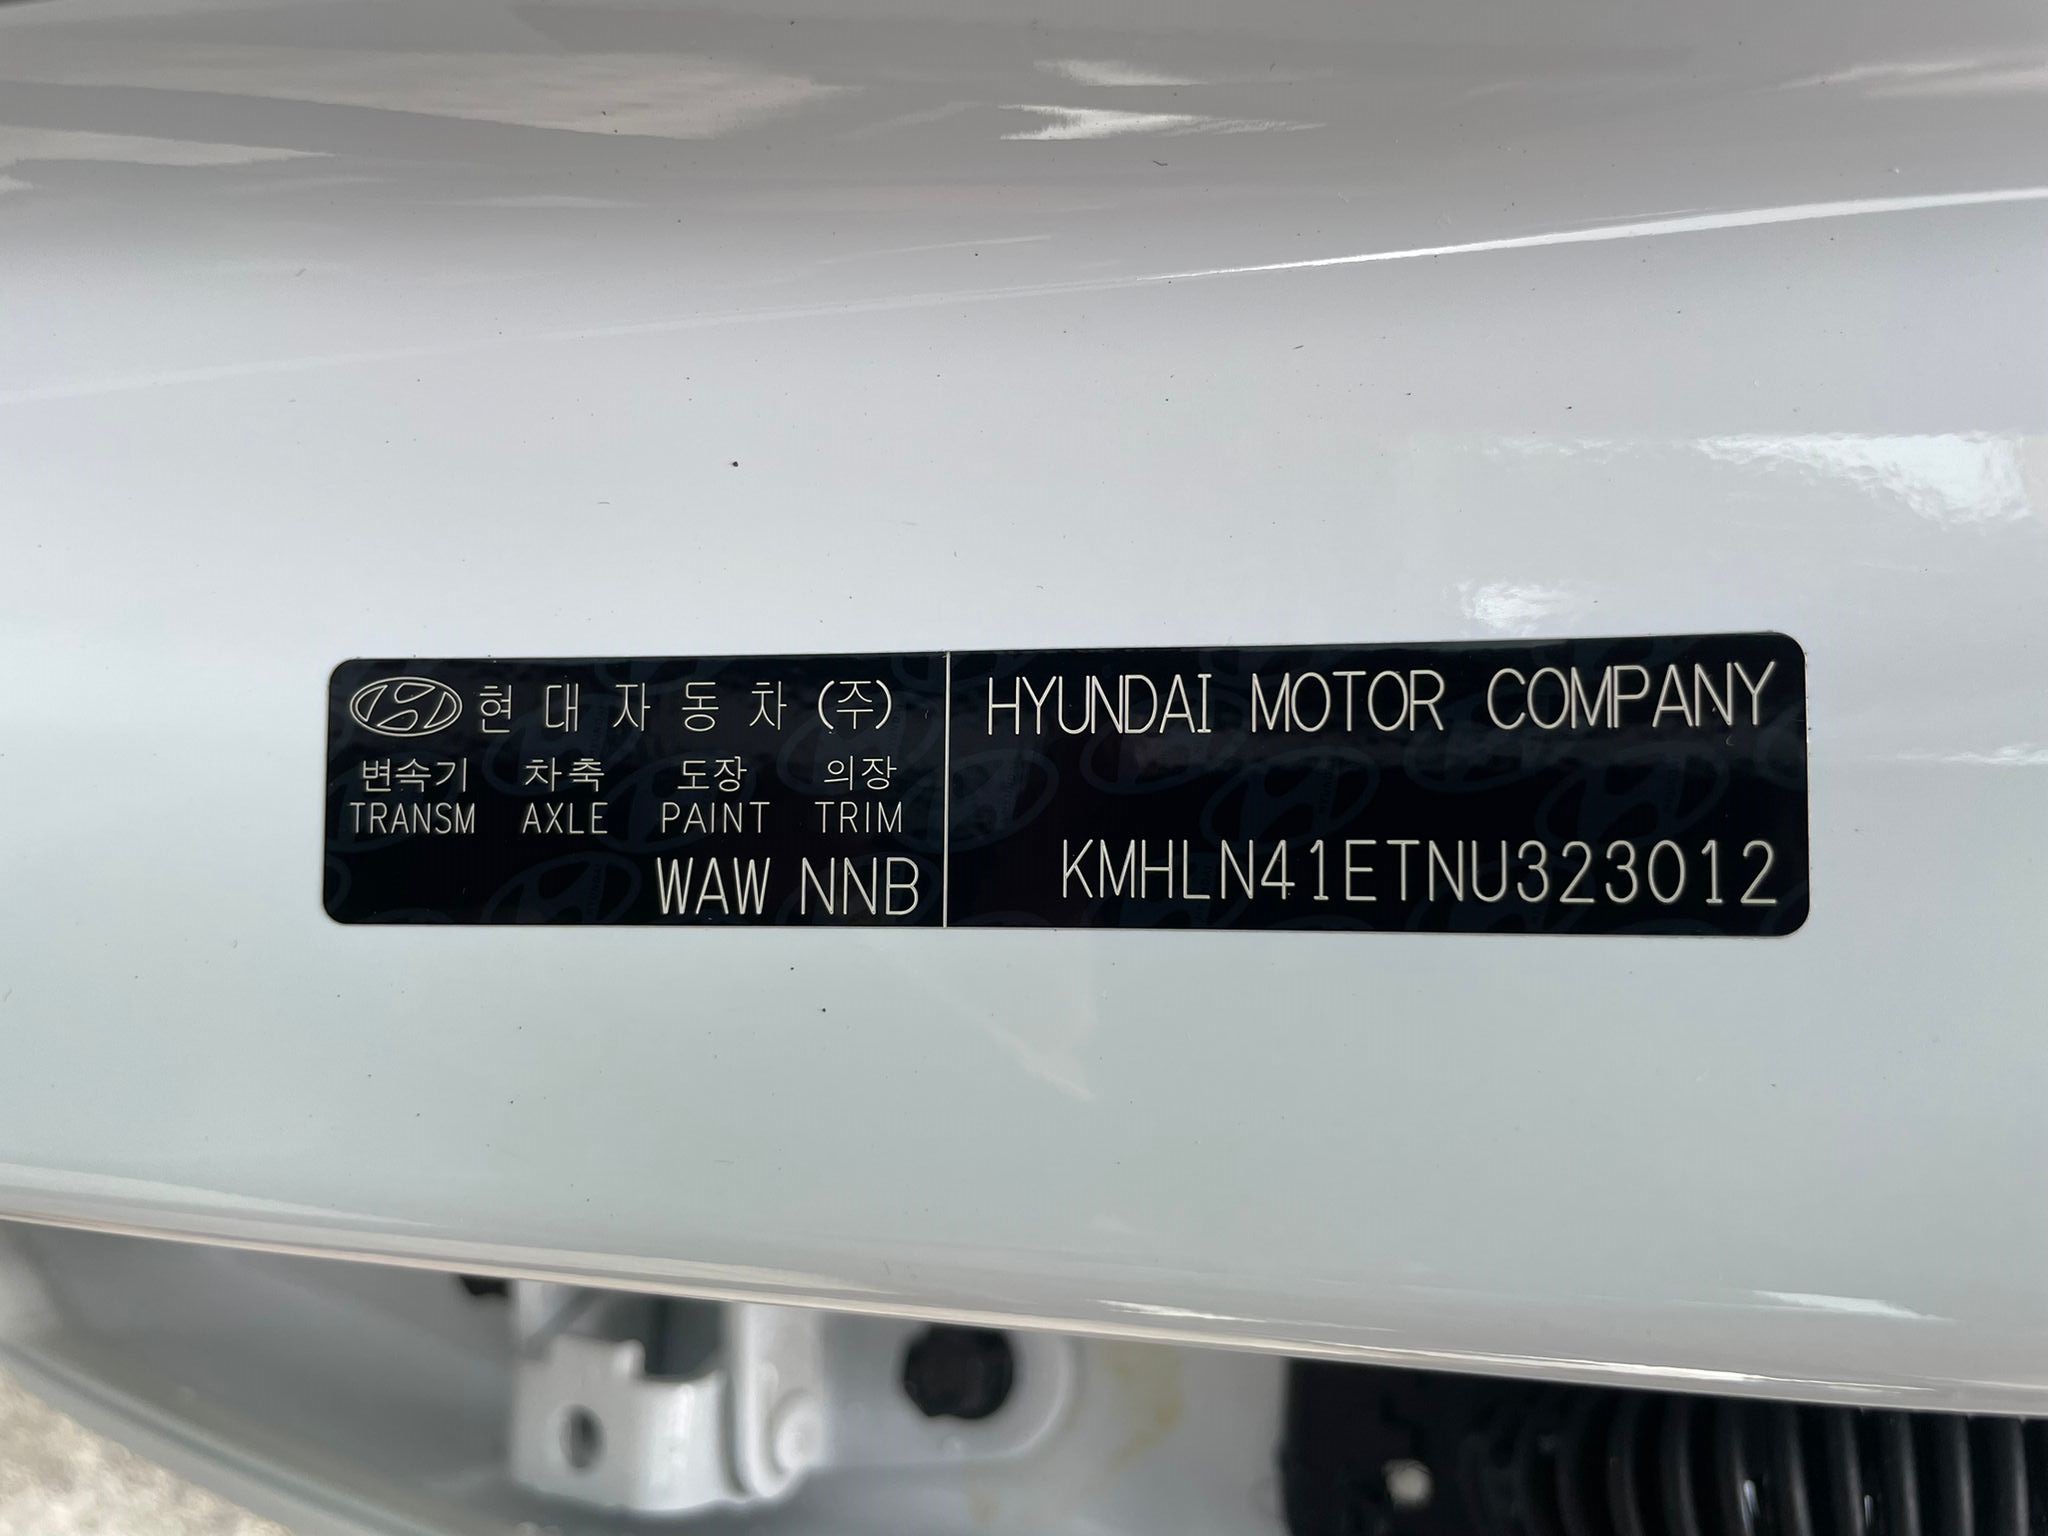 현대자동차(주)
변속기 차축 도장 의장
TRANSM AXLE PAINT TRIM
WAW NNB
HYUNDAI MOTOR COMPANY
KMHLN41ETNU323012